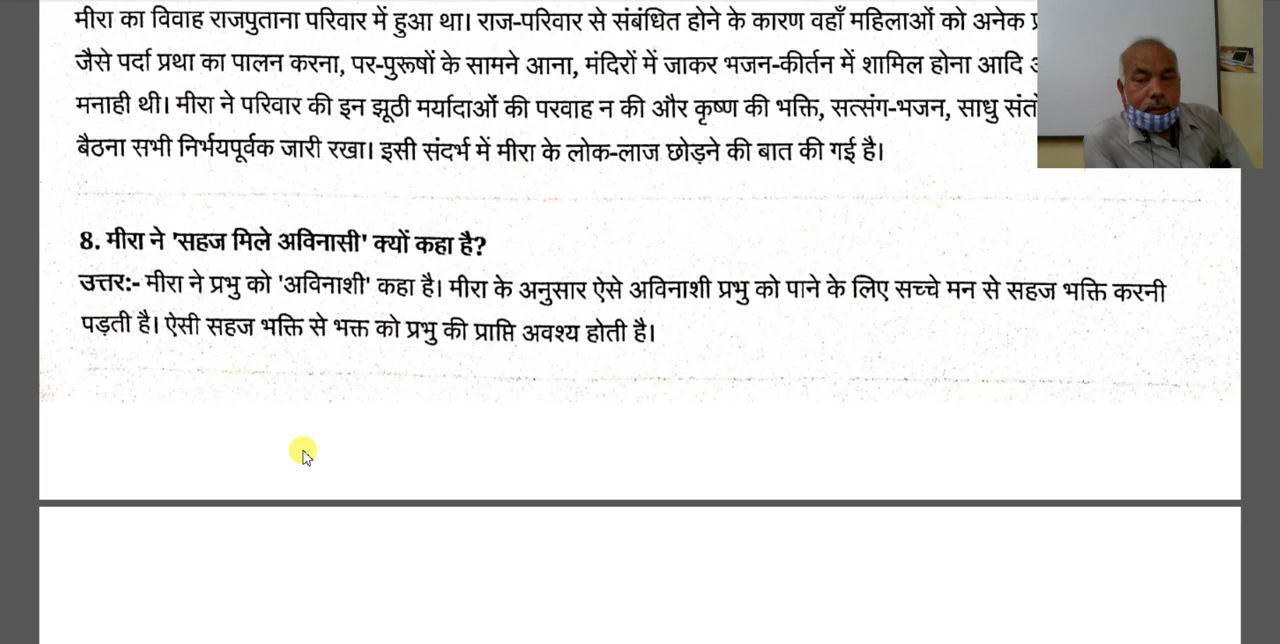 मीरा का विवाह राजपुताना परिवार में हुआ था। राज-परिवार से संबंधित होने के कारण वहाँ महिलाओं को अनेक
जैसे पर्दा प्रथा का पालन करना, पर-पुरूषों के सामने आना, मंदिरों में जाकर भजन-कीर्तन में शामिल होना आदि
मनाही थी। मीरा ने परिवार की इन झूठी मर्यादाओं की परवाह न की और कृष्ण की भक्ति, सत्संग-भजन, साधु
बैठना सभी निर्भयपूर्वक जारी रखा। इसी संदर्भ में मीरा के लोक-लाज छोड़ने की बात की गई है।
8. मीरा ने 'सहज मिले अविनासी' क्यों कहा है?
उत्तर:- मीरा ने प्रभु को 'अविनाशी' कहा है। मीरा के अनुसार ऐसे अविनाशी प्रभु को पाने के लिए सच्चे मन से सहज भक्ति करनी
पड़ती है। ऐसी सहज भक्ति से भक्त को प्रभु की प्राप्ति अवश्य होती है।